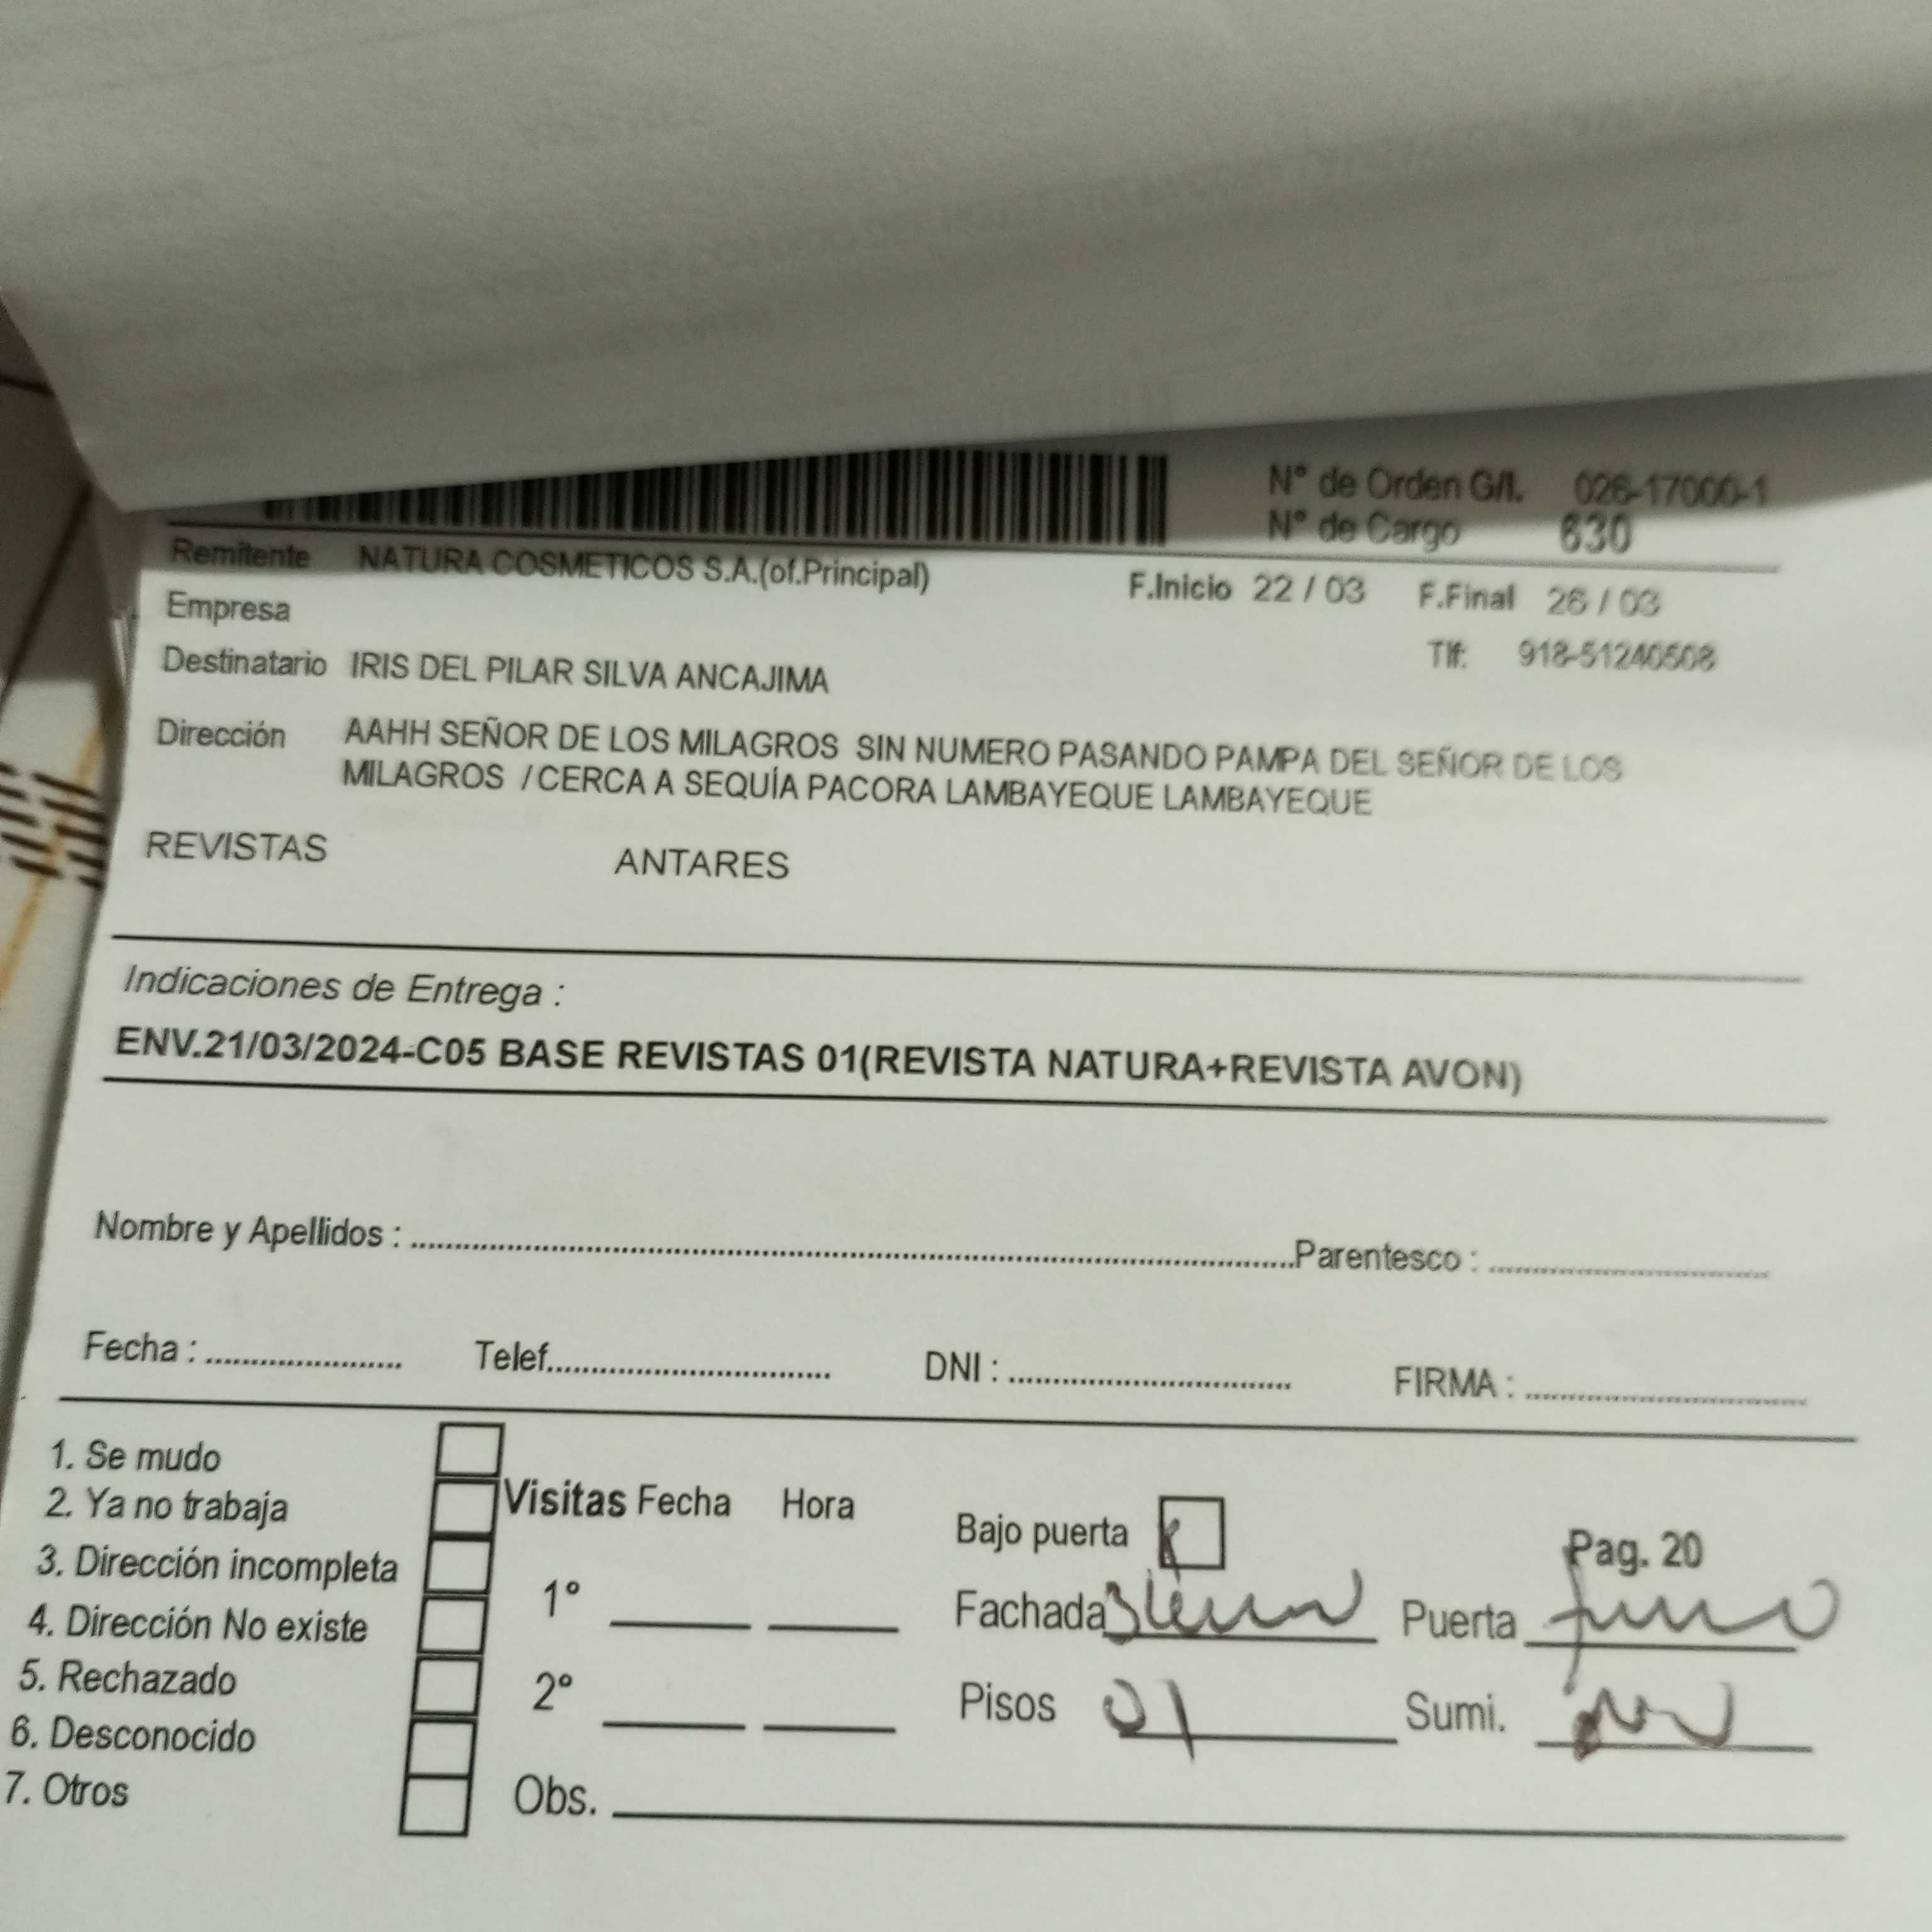 N° de Orden G/I. 026-17000-1
N° de Cargo 630
Remitente NATURA COSMETICOS S.A.(of.Principal)
F.Inicio 22 / 03 F.Final 26 / 03
Empresa
Destinatario IRIS DEL PILAR SILVA ANCAJIMA
Tlf: 918-51240508
Dirección AAHH SEÑOR DE LOS MILAGROS SIN NUMERO PASANDO PAMPA DEL SEÑOR DE LOS
MILAGROS / CERCA A SEQUÍA PACORA LAMBAYEQUE LAMBAYEQUE
REVISTAS ANTARES
Indicaciones de Entrega :
ENV.21/03/2024-C05 BASE REVISTAS 01(REVISTA NATURA+REVISTA AVON)
Nombre y Apellidos : Parentesco :
Fecha : Telef. DNI : FIRMA :
1. Se mudo
2. Ya no trabaja
3. Dirección incompleta
4. Dirección No existe
5. Rechazado
6. Desconocido
7. Otros
Visitas Fecha Hora
1°
2°
Obs.
Bajo puerta
Pag. 20
Fachada Puerta
Pisos 01 Sumi.